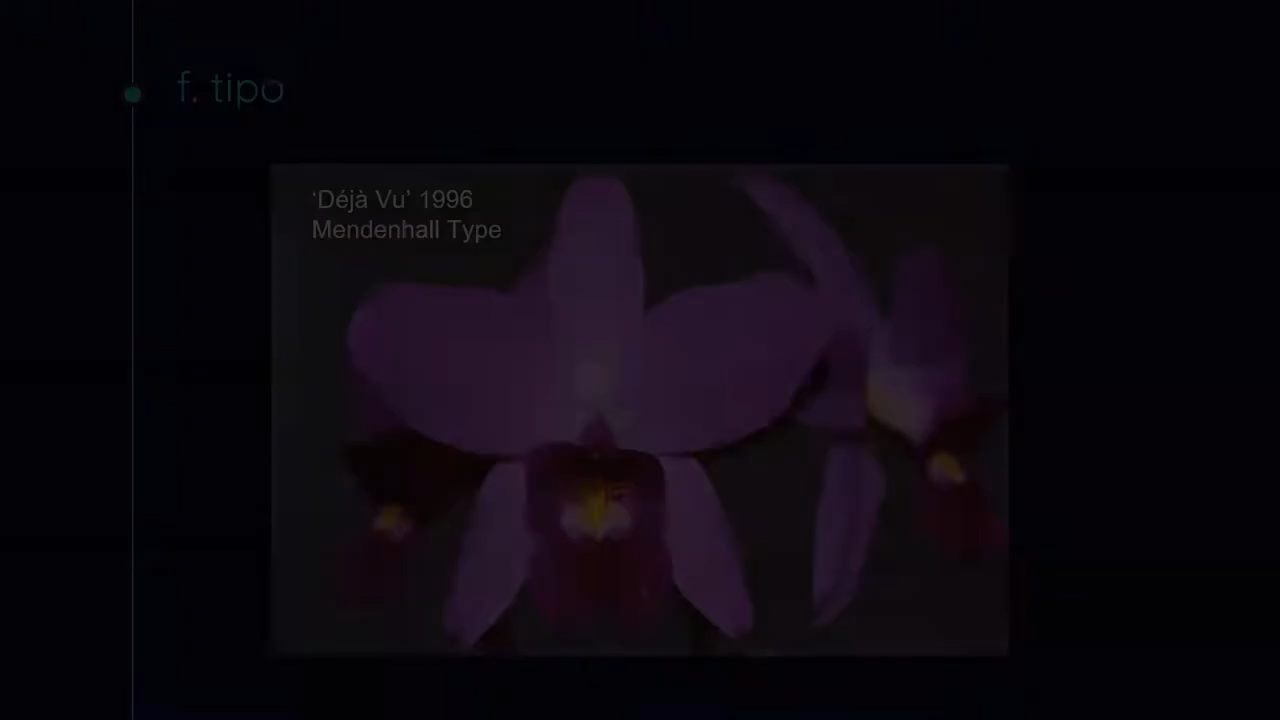 f. tipo
‘Déjà Vu’ 1996
Mendenhall Type